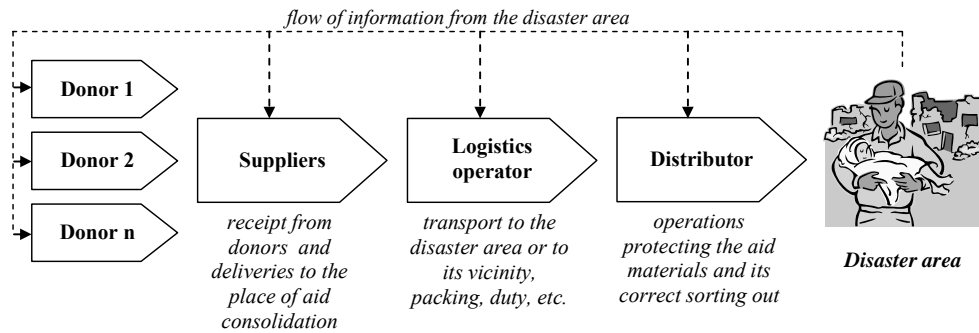 flow of information from the disaster area
Donor 1
Donor 2
Donor n
Suppliers
receipt from
donors and
deliveries to the
place of aid
consolidation
Logistics
operator
transport to the
disaster area or to
its vicinity,
packing, duty, etc.
Distributor
operations
protecting the aid
materials and its
correct sorting out
Disaster area